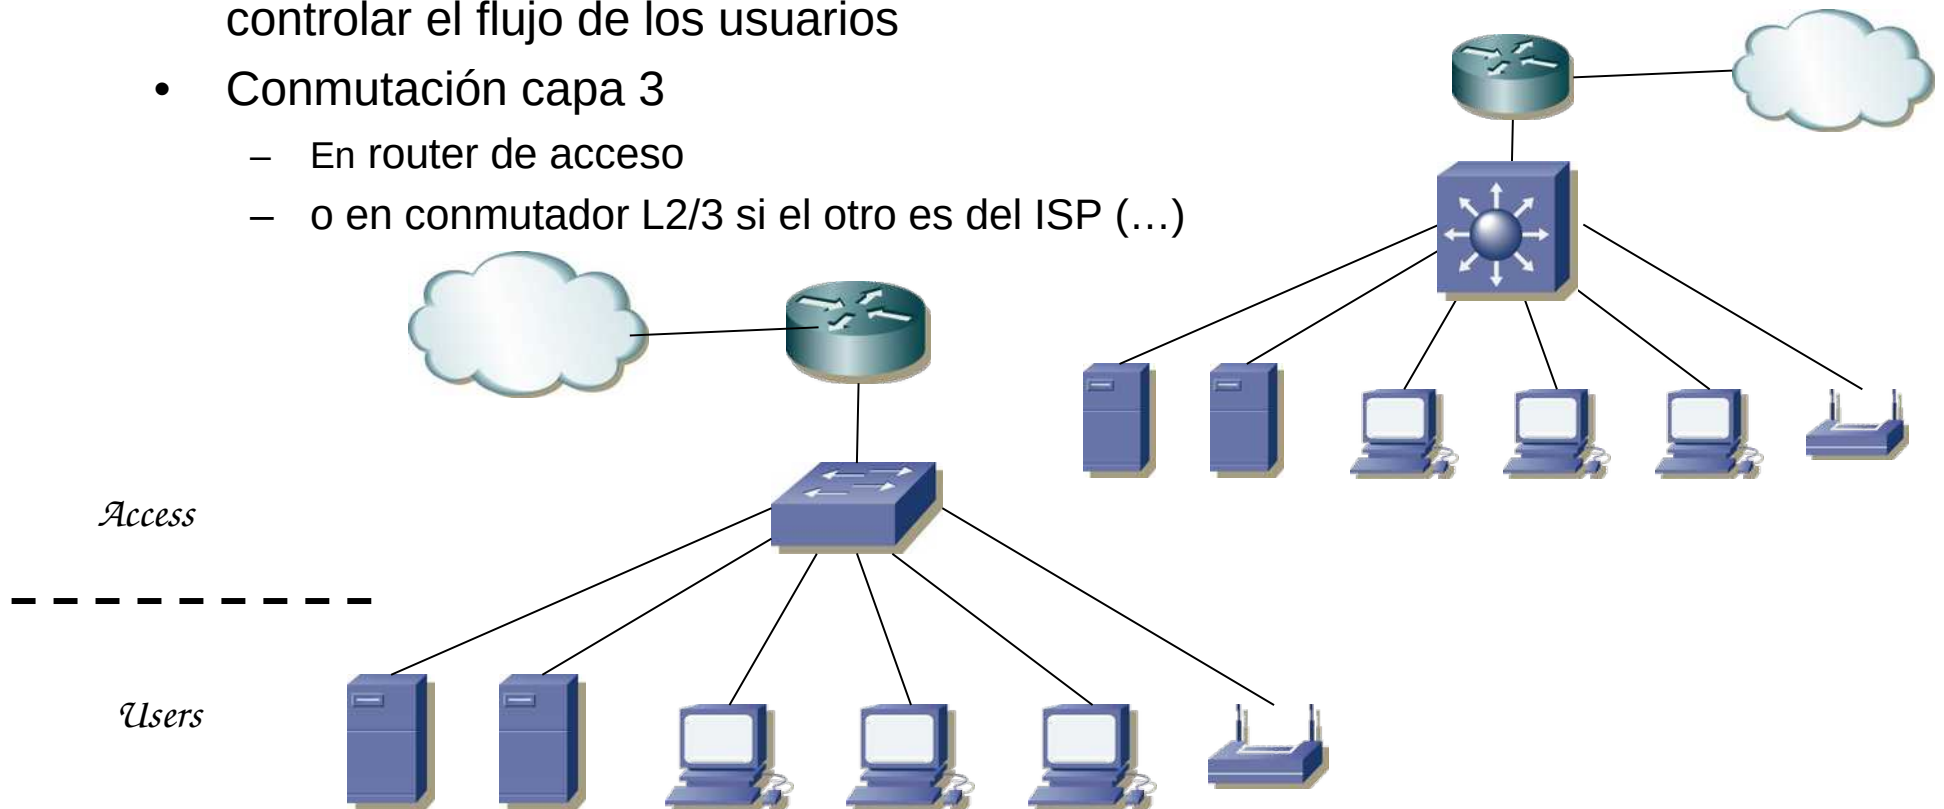 controlar el flujo de los usuarios
• Conmutación capa 3
– En router de acceso
– o en conmutador L2/3 si el otro es del ISP (…)
Access
Users